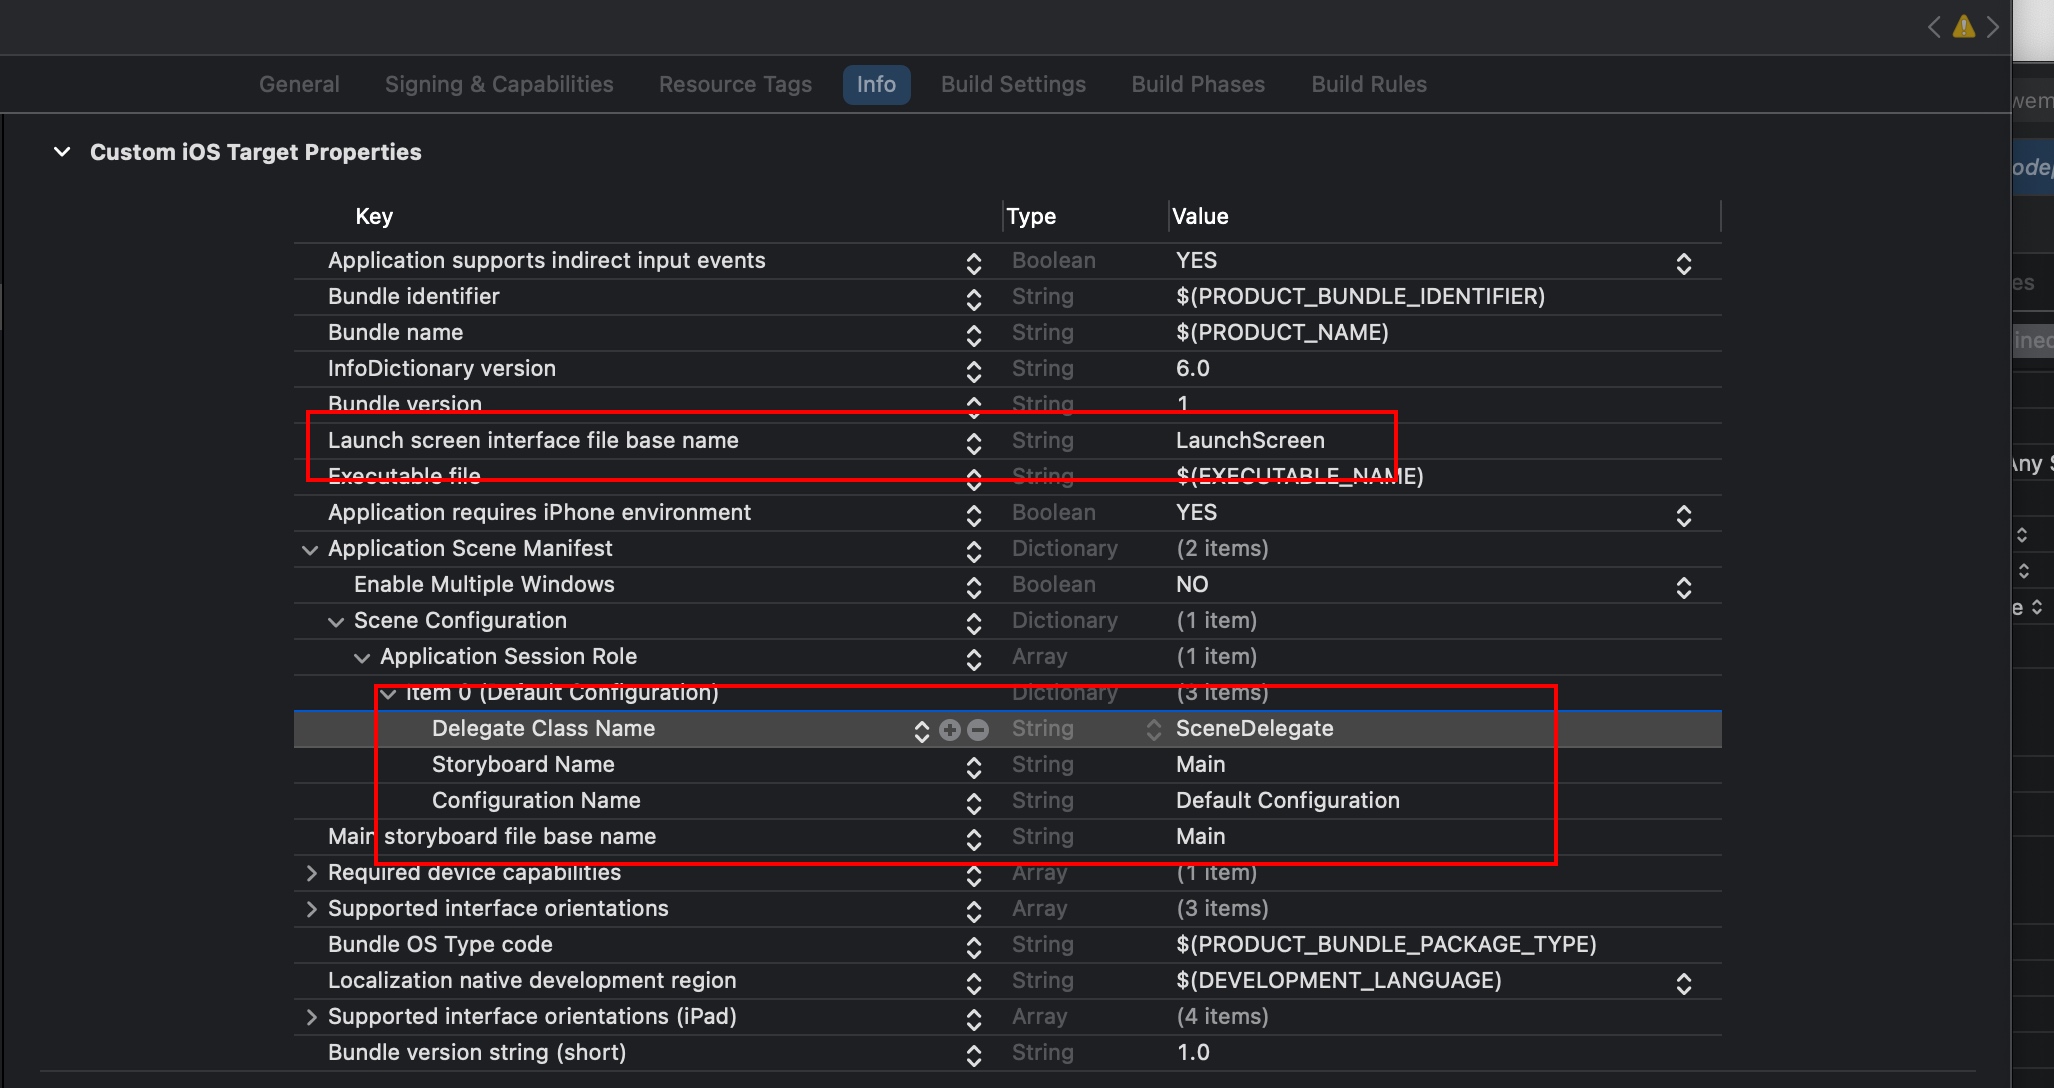 General Signing & Capabilities Resource Tags Info Build Settings Build Phases Build Rules
Custom iOS Target Properties
Key Type Value
Application supports indirect input events Boolean YES
Bundle identifier String $(PRODUCT_BUNDLE_IDENTIFIER)
Bundle name String $(PRODUCT_NAME)
InfoDictionary version String 6.0
Bundle version String 1
Launch screen interface file base name String LaunchScreen
Executable file String $(EXECUTABLE_NAME)
Application requires iPhone environment Boolean YES
Application Scene Manifest Dictionary (2 items)
Enable Multiple Windows Boolean NO
Scene Configuration Dictionary (1 item)
Application Session Role Array (1 item)
Item 0 (Default Configuration) Dictionary (3 items)
Delegate Class Name String SceneDelegate
Storyboard Name String Main
Configuration Name String Default Configuration
Main storyboard file base name String Main
Required device capabilities Array (1 item)
Supported interface orientations Array (3 items)
Bundle OS Type code String $(PRODUCT_BUNDLE_PACKAGE_TYPE)
Localization native development region String $(DEVELOPMENT_LANGUAGE)
Supported interface orientations (iPad) Array (4 items)
Bundle version string (short) String 1.0